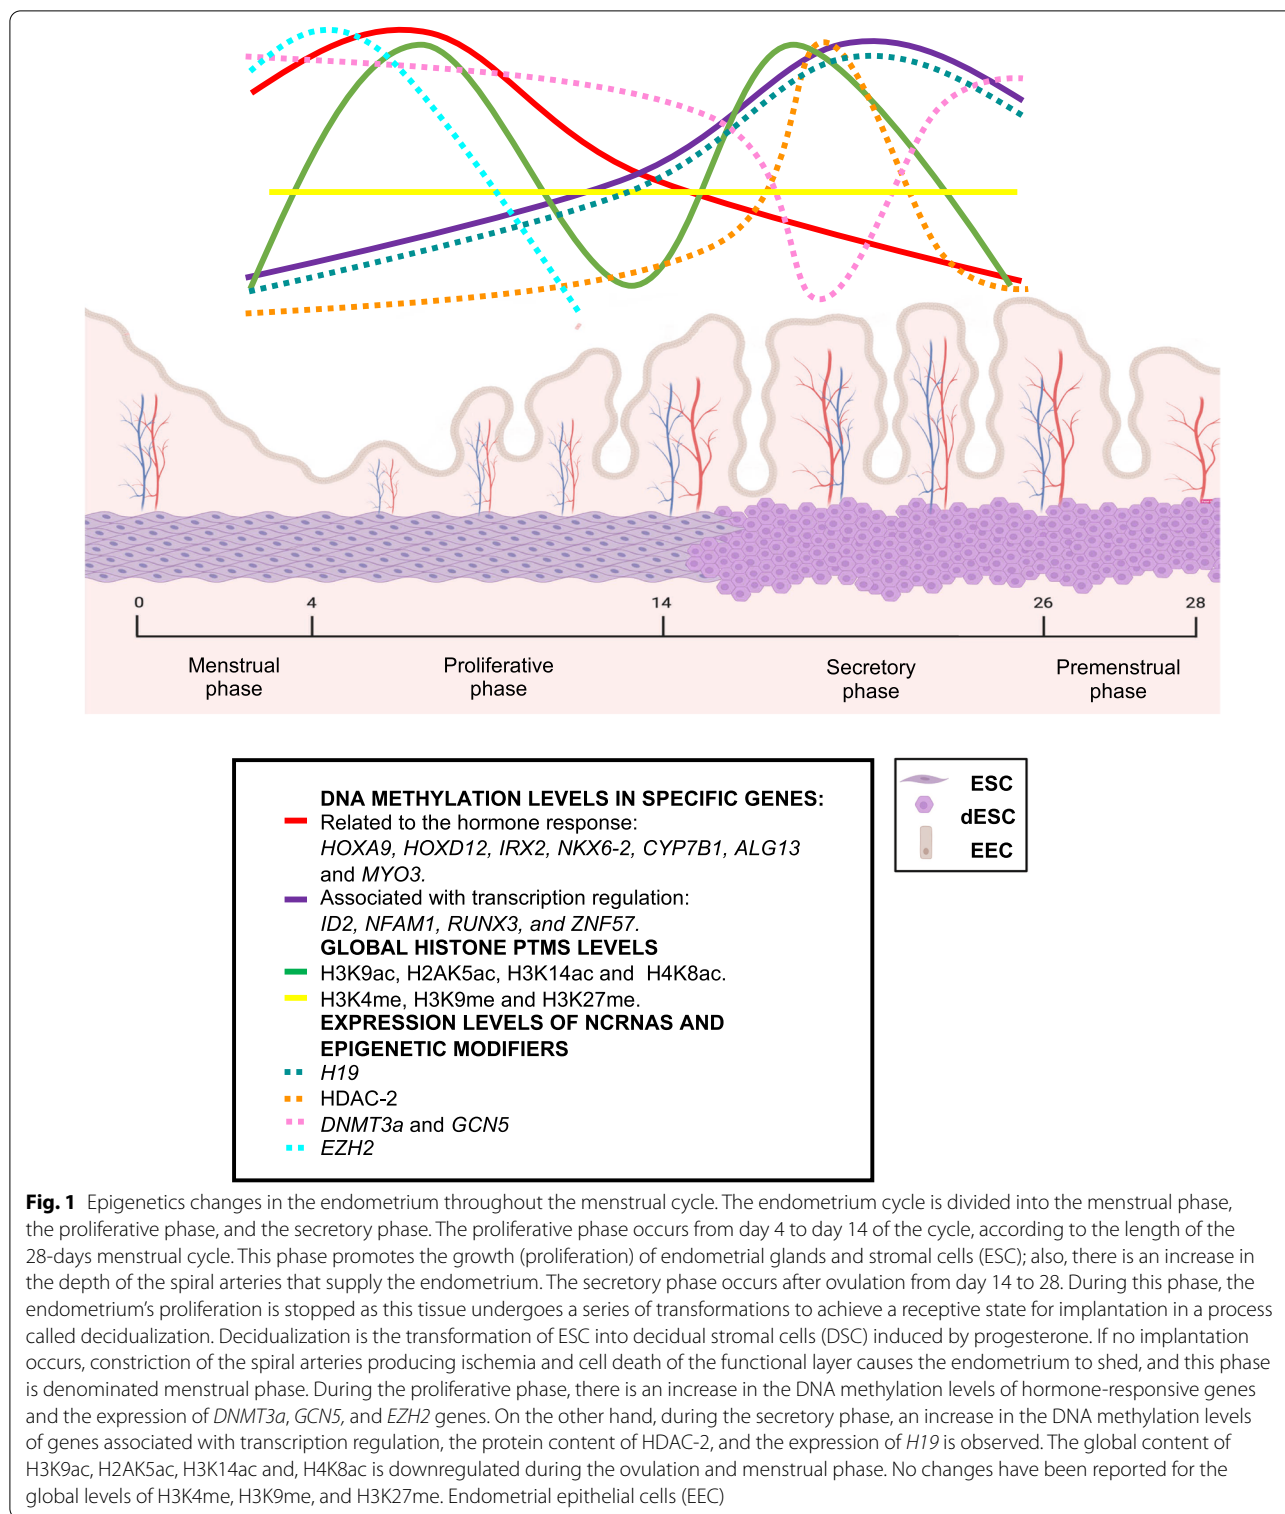 0 4 14 26 28
Menstrual phase
Proliferative phase
Secretory phase
Premenstrual phase
DNA METHYLATION LEVELS IN SPECIFIC GENES:
Related to the hormone response:
HOXA9, HOXD12, IRX2, NKX6-2, CYP7B1, ALG13
and MYO3.
Associated with transcription regulation:
ID2, NFAM1, RUNX3, and ZNF57.
GLOBAL HISTONE PTMS LEVELS
H3K9ac, H2AK5ac, H3K14ac and H4K8ac.
H3K4me, H3K9me and H3K27me.
EXPRESSION LEVELS OF NCRNAS AND
EPIGENETIC MODIFIERS
H19
HDAC-2
DNMT3a and GCN5
EZH2
ESC
dESC
EEC
Fig. 1 Epigenetics changes in the endometrium throughout the menstrual cycle. The endometrium cycle is divided into the menstrual phase,
the proliferative phase, and the secretory phase. The proliferative phase occurs from day 4 to day 14 of the cycle, according to the length of the
28-days menstrual cycle. This phase promotes the growth (proliferation) of endometrial glands and stromal cells (ESC); also, there is an increase in
the depth of the spiral arteries that supply the endometrium. The secretory phase occurs after ovulation from day 14 to 28. During this phase, the
endometrium's proliferation is stopped as this tissue undergoes a series of transformations to achieve a receptive state for implantation in a process
called decidualization. Decidualization is the transformation of ESC into decidual stromal cells (DSC) induced by progesterone. If no implantation
occurs, constriction of the spiral arteries producing ischemia and cell death of the functional layer causes the endometrium to shed, and this phase
is denominated menstrual phase. During the proliferative phase, there is an increase in the DNA methylation levels of hormone-responsive genes
and the expression of DNMT3a, GCN5, and EZH2 genes. On the other hand, during the secretory phase, an increase in the DNA methylation levels
of genes associated with transcription regulation, the protein content of HDAC-2, and the expression of H19 is observed. The global content of
H3K9ac, H2AK5ac, H3K14ac and, H4K8ac is downregulated during the ovulation and menstrual phase. No changes have been reported for the
global levels of H3K4me, H3K9me, and H3K27me. Endometrial epithelial cells (EEC)